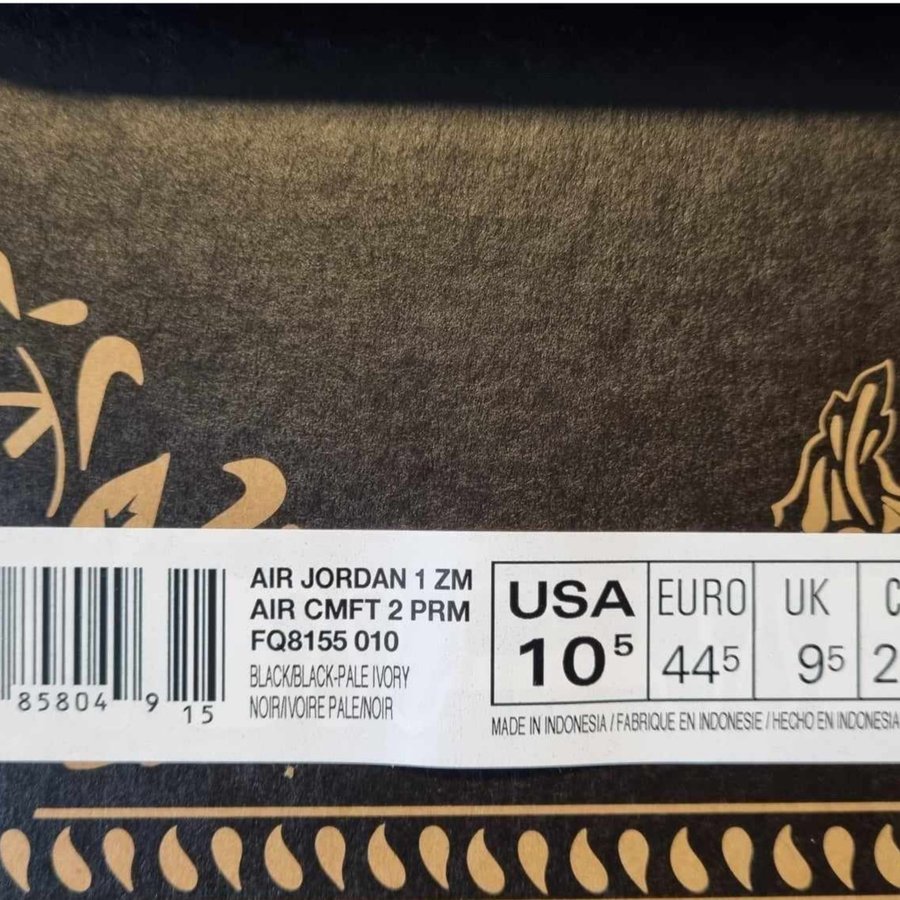 AIR JORDAN 1 ZM
AIR CMFT 2 PRM
FQ8155 010
BLACK/BLACK-PALE IVORY
NOIR/IVOIRE PALE/NOIR
85804 9 15
USA EURO UK
10⁵ 44⁵ 9⁵ 2
MADE IN INDONESIA / FABRIQUE EN INDONESIE / HECHO EN INDONESIA